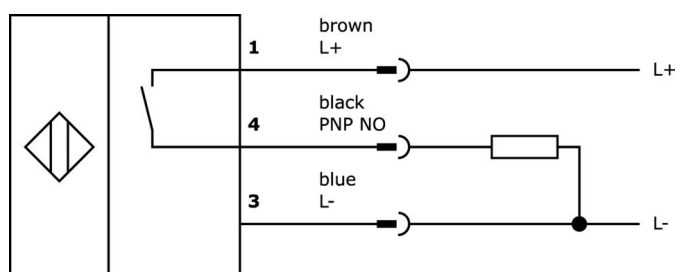 brown
1 L+
L+
black
4 PNP NO
blue
3 L-
L-